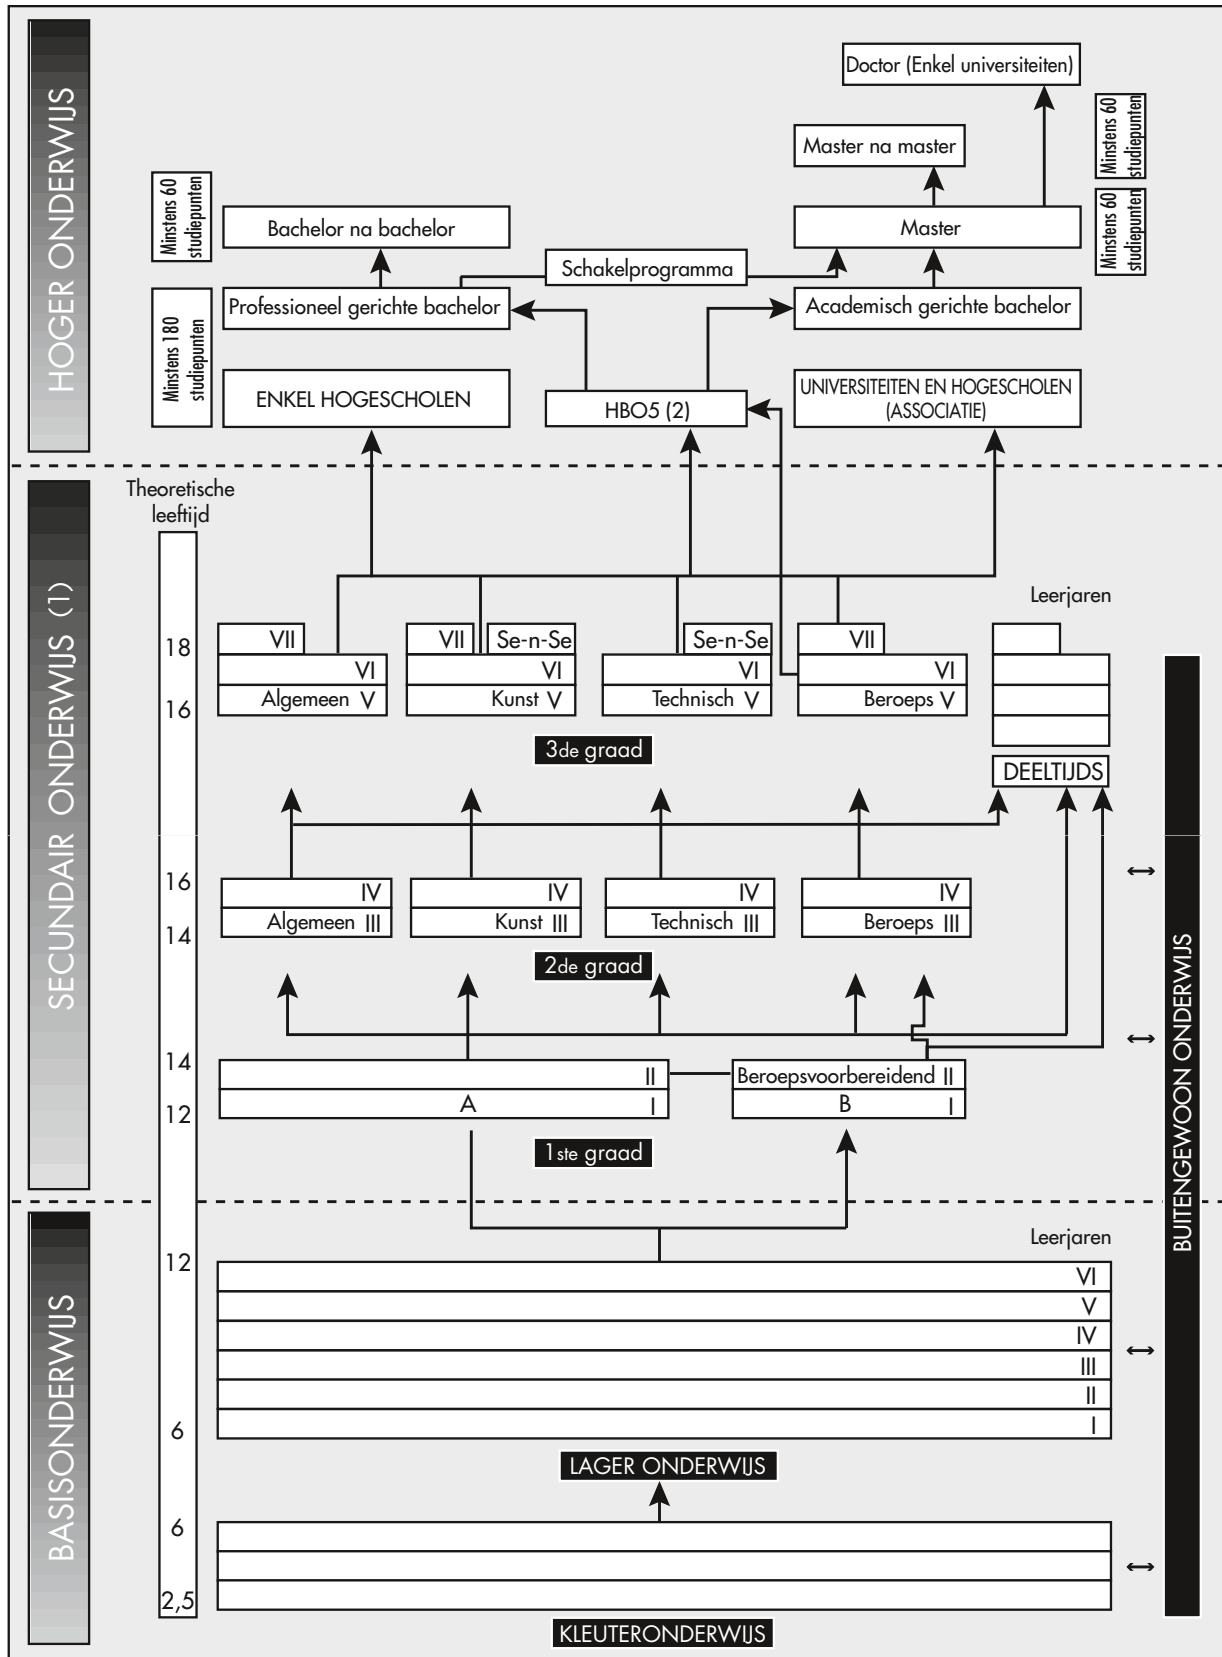 HOGER ONDERWIJS
Doctor (Enkel universiteiten)
Minstens 60
studiepunten
Master na master
Minstens 60
studiepunten
Bachelor na bachelor
Master
Minstens 60
studiepunten
Schakelprogramma
Minstens 180
studiepunten
Professioneel gerichte bachelor
Academisch gerichte bachelor
ENKEL HOGESCHOLEN
HBO5 (2)
UNIVERSITEITEN EN HOGESCHOLEN
(ASSOCIATIE)
SECUNDAIR ONDERWIJS (1)
Theoretische
leeftijd
Leerjaren
18
VII
VII
Se-n-Se
Se-n-Se
VII
VI
VI
VI
VI
16
Algemeen V
Kunst V
Technisch V
Beroeps V
3de graad
DEELTIJDS
16
IV
IV
IV
IV
14
Algemeen III
Kunst III
Technisch III
Beroeps III
2de graad
14
II
Beroepsvoorbereidend II
12
A I
B I
1ste graad
BUITENGEWOON ONDERWIJS
BASISONDERWIJS
Leerjaren
12
VI
V
IV
III
II
6
I
LAGER ONDERWIJS
6
2,5
KLEUTERONDERWIJS